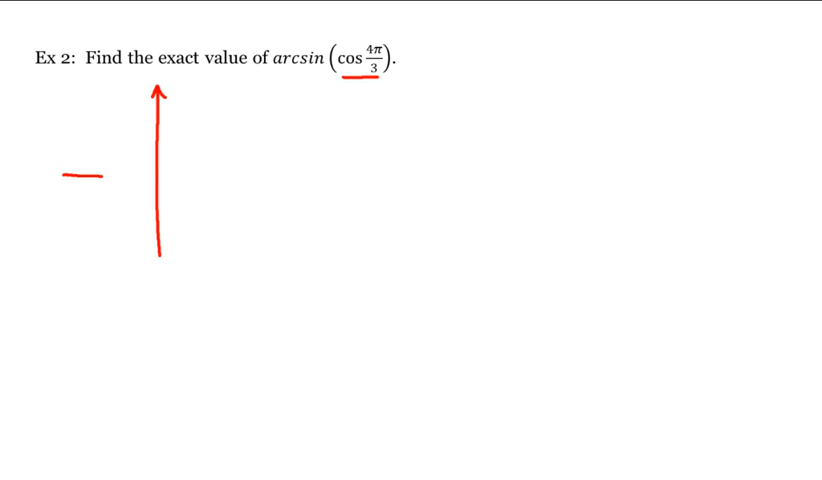 Ex 2: Find the exact value of arcsin (cos 4π/3).